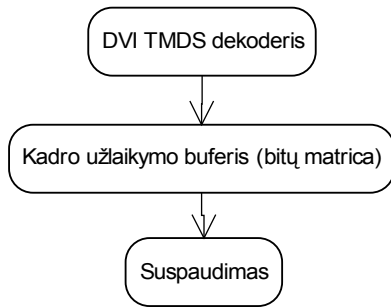 DVI TMDS dekoderis
Kadro užlaikymo buferis (bitų matrica)
Suspaudimas